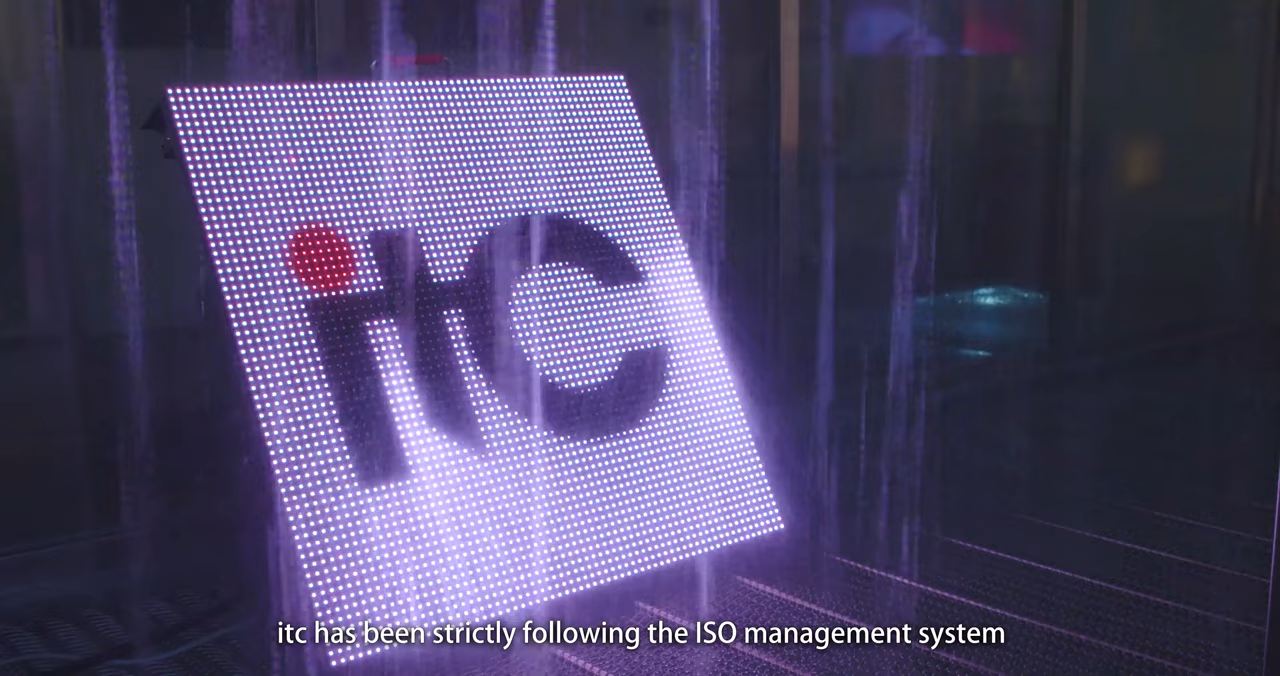 itc
itc has been strictly following the ISO management system